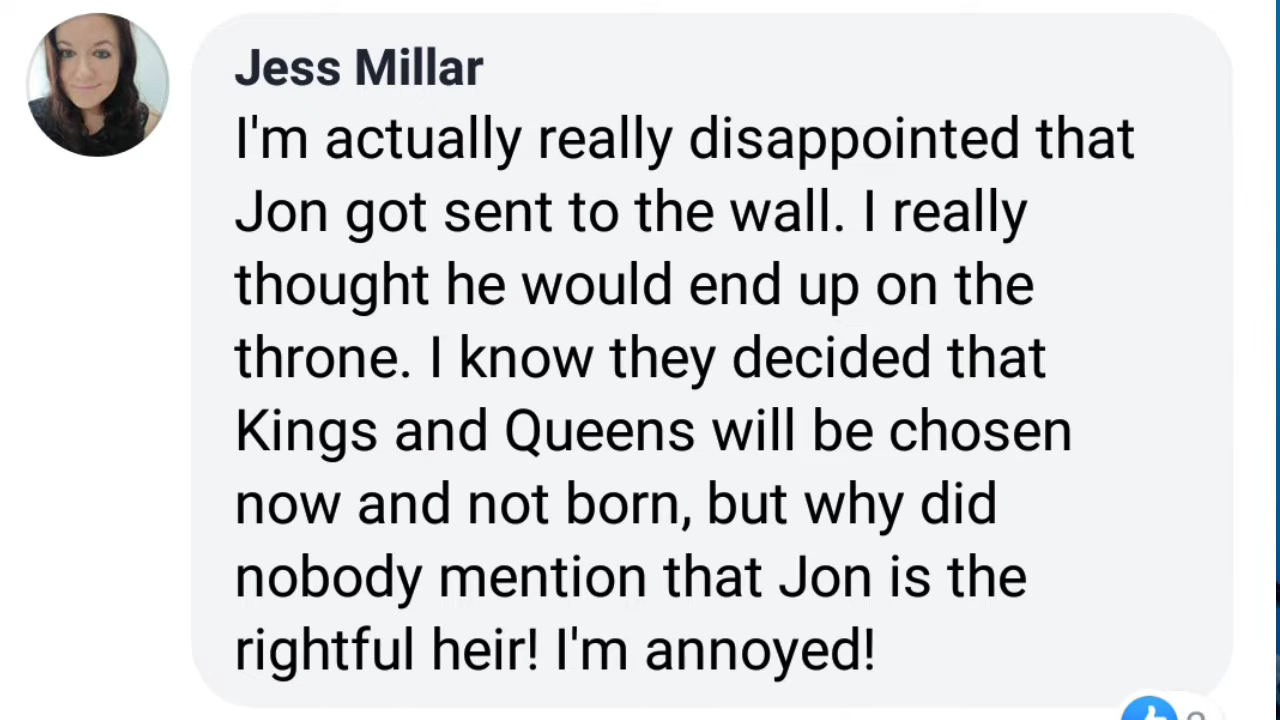 Jess Millar
I'm actually really disappointed that
Jon got sent to the wall. I really
thought he would end up on the
throne. I know they decided that
Kings and Queens will be chosen
now and not born, but why did
nobody mention that Jon is the
rightful heir! I'm annoyed!